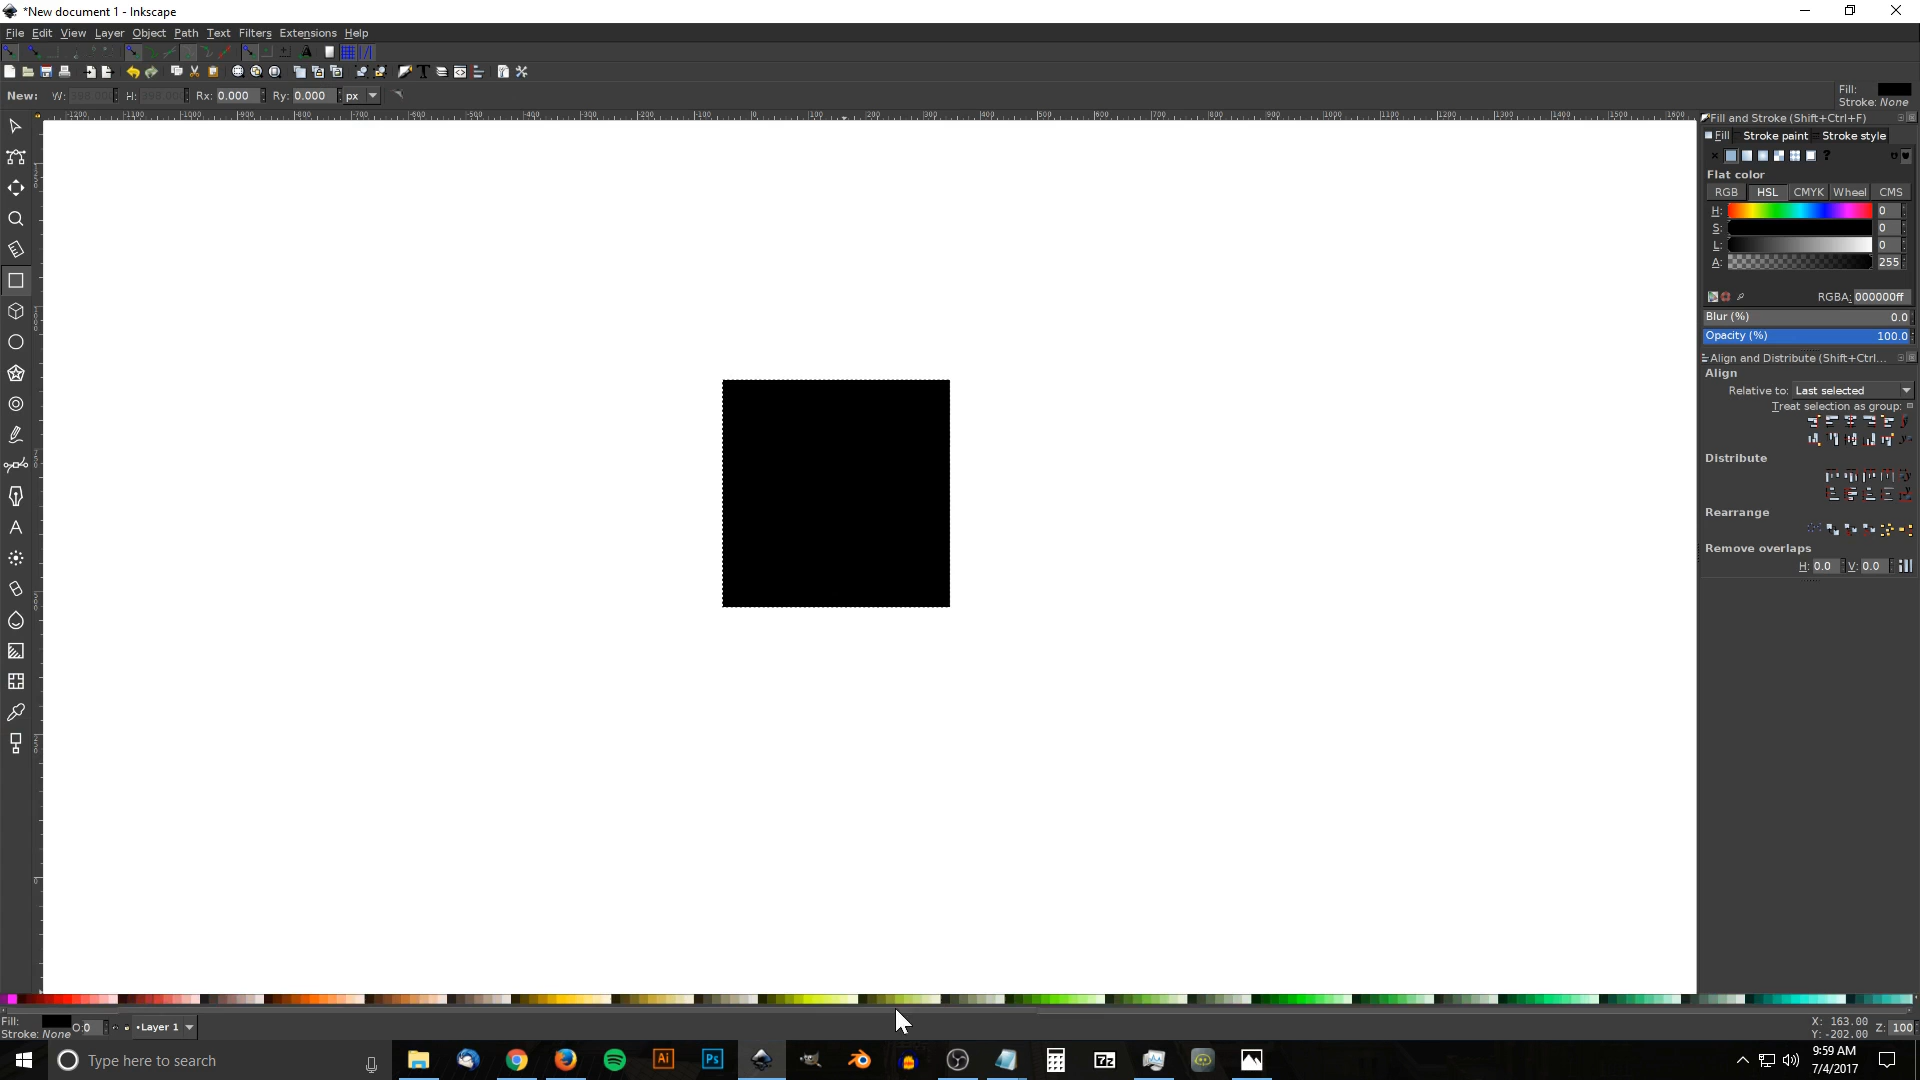 *New document 1 - Inkscape
File Edit View Layer Object Path Text Filters Extensions Help
New: W: H: Rx: 0.000 Ry: 0.000 px
Fill:
Stroke: None
Fill and Stroke (Shift+Ctrl+F)
Fill Stroke paint Stroke style
Flat color
RGB HSL CMYK Wheel CMS
H: 0
S: 0
L: 0
A: 255
RGBA: 000000ff
Blur (%) 0.0
Opacity (%) 100.0
Align and Distribute (Shift+Ctrl...
Align
Relative to: Last selected
Treat selection as group:
Distribute
Rearrange
Remove overlaps
H: 0.0 V: 0.0
Fill: O:0 Layer 1
Stroke: None
X: 163.00
Y: -202.00 Z: 100
Type here to search
Ai Ps 7z
9:59 AM
7/4/2017